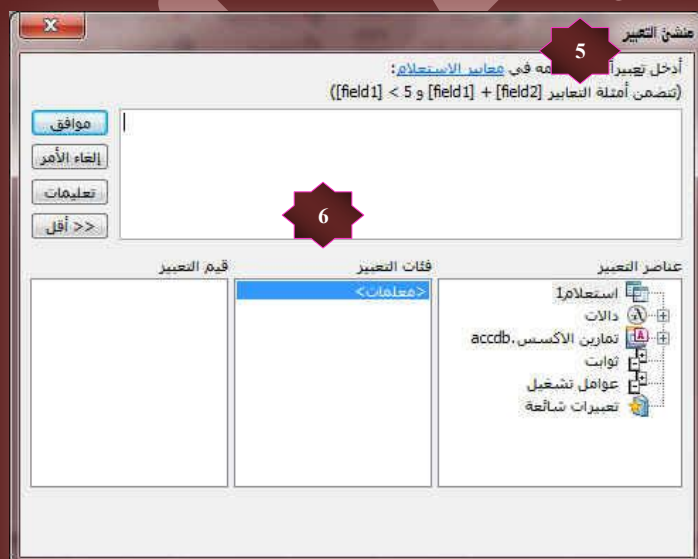 منشئ التعبير
5
أدخل تعبيراً مه في معايير الاستعلام:
(تتضمن أمثلة التعابير [field1] + [field2] و 5 > [field1])
موافق
إلغاء الأمر
تعليمات
<< أقل
6
عناصر التعبير
فئات التعبير
قيم التعبير
استعلام1
دالات
تمارين الاكسس.accdb
ثوابت
عوامل تشغيل
تعبيرات شائعة
<معلمات>